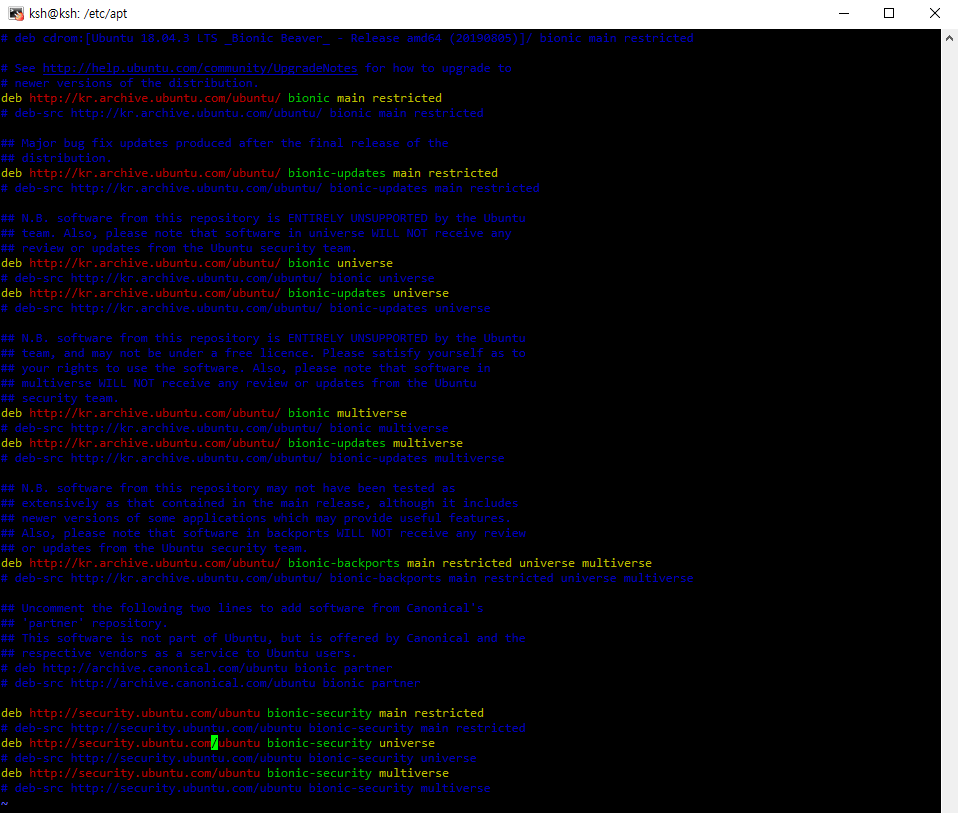 ksh@ksh: /etc/apt
# deb cdrom:[Ubuntu 18.04.3 LTS _Bionic Beaver_ - Release amd64 (20190805)]/ bionic main restricted
# See http://help.ubuntu.com/community/UpgradeNotes for how to upgrade to
# newer versions of the distribution.
deb http://kr.archive.ubuntu.com/ubuntu/ bionic main restricted
# deb-src http://kr.archive.ubuntu.com/ubuntu/ bionic main restricted
## Major bug fix updates produced after the final release of the
## distribution.
deb http://kr.archive.ubuntu.com/ubuntu/ bionic-updates main restricted
# deb-src http://kr.archive.ubuntu.com/ubuntu/ bionic-updates main restricted
## N.B. software from this repository is ENTIRELY UNSUPPORTED by the Ubuntu
## team. Also, please note that software in universe WILL NOT receive any
## review or updates from the Ubuntu security team.
deb http://kr.archive.ubuntu.com/ubuntu/ bionic universe
# deb-src http://kr.archive.ubuntu.com/ubuntu/ bionic universe
deb http://kr.archive.ubuntu.com/ubuntu/ bionic-updates universe
# deb-src http://kr.archive.ubuntu.com/ubuntu/ bionic-updates universe
## N.B. software from this repository is ENTIRELY UNSUPPORTED by the Ubuntu
## team, and may not be under a free licence. Please satisfy yourself as to
## your rights to use the software. Also, please note that software in
## multiverse WILL NOT receive any review or updates from the Ubuntu
## security team.
deb http://kr.archive.ubuntu.com/ubuntu/ bionic multiverse
# deb-src http://kr.archive.ubuntu.com/ubuntu/ bionic multiverse
deb http://kr.archive.ubuntu.com/ubuntu/ bionic-updates multiverse
# deb-src http://kr.archive.ubuntu.com/ubuntu/ bionic-updates multiverse
## N.B. software from this repository may not have been tested as
## extensively as that contained in the main release, although it includes
## newer versions of some applications which may provide useful features.
## Also, please note that software in backports WILL NOT receive any review
## or updates from the Ubuntu security team.
deb http://kr.archive.ubuntu.com/ubuntu/ bionic-backports main restricted universe multiverse
# deb-src http://kr.archive.ubuntu.com/ubuntu/ bionic-backports main restricted universe multiverse
## Uncomment the following two lines to add software from Canonical's
## 'partner' repository.
## This software is not part of Ubuntu, but is offered by Canonical and the
## respective vendors as a service to Ubuntu users.
# deb http://archive.canonical.com/ubuntu bionic partner
# deb-src http://archive.canonical.com/ubuntu bionic partner
deb http://security.ubuntu.com/ubuntu bionic-security main restricted
# deb-src http://security.ubuntu.com/ubuntu bionic-security main restricted
deb http://security.ubuntu.com/ubuntu bionic-security universe
# deb-src http://security.ubuntu.com/ubuntu bionic-security universe
deb http://security.ubuntu.com/ubuntu bionic-security multiverse
# deb-src http://security.ubuntu.com/ubuntu bionic-security multiverse
~